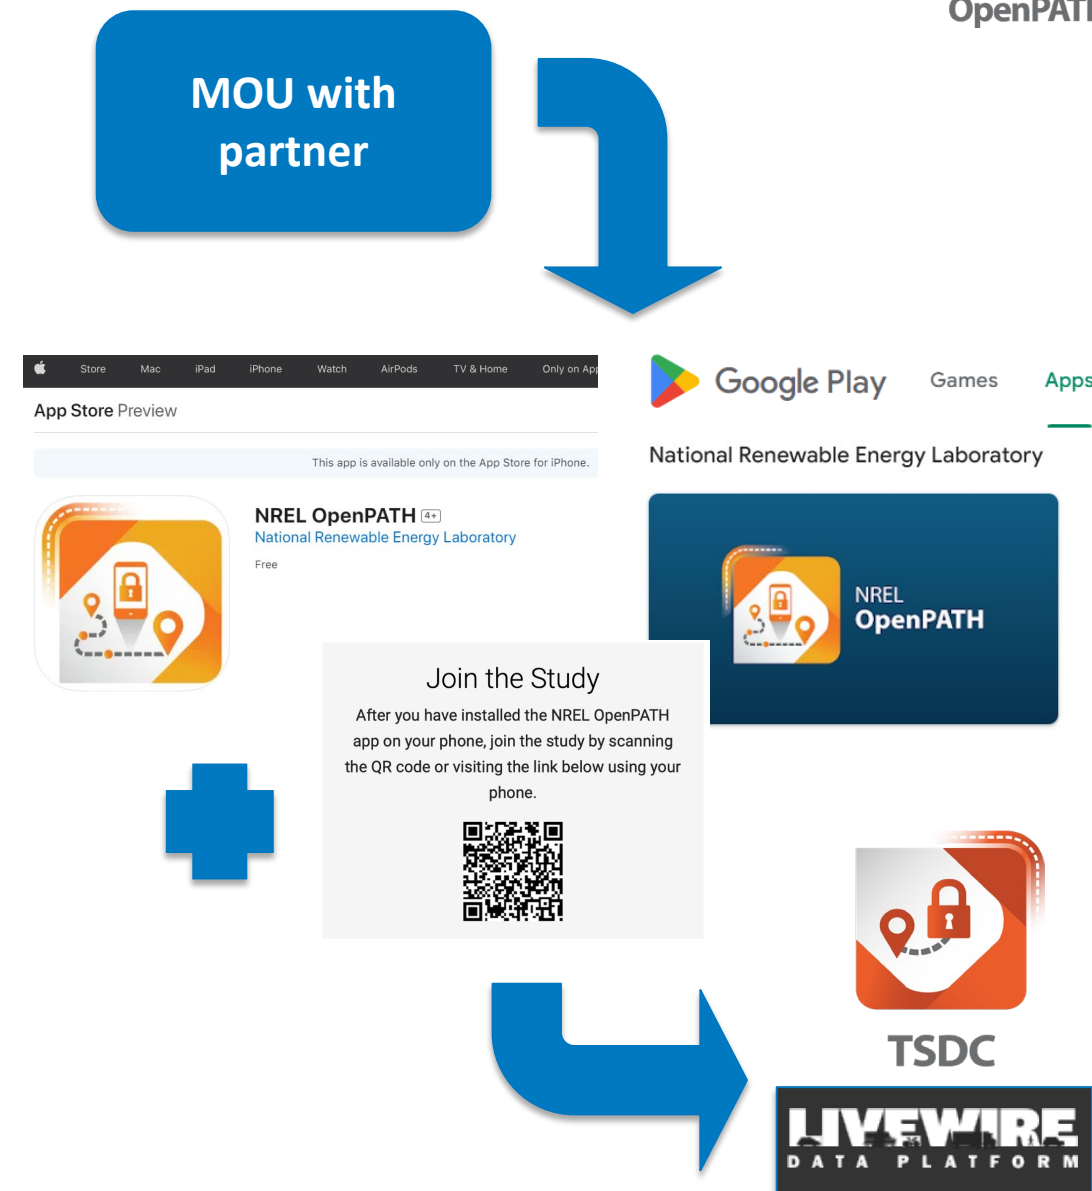 OpenPATH
MOU with
partner
Store Mac iPad iPhone Watch AirPods TV & Home Only on App
App Store Preview
This app is available only on the App Store for iPhone.
NREL OpenPATH 4+
National Renewable Energy Laboratory
Free
Google Play Games Apps
National Renewable Energy Laboratory
NREL
OpenPATH
Join the Study
After you have installed the NREL OpenPATH
app on your phone, join the study by scanning
the QR code or visiting the link below using your
phone.
TSDC
LIVEWIRE
DATA PLATFORM